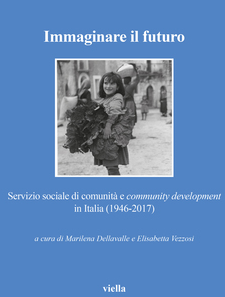 Immaginare il futuro
Servizio sociale di comunità e community development
in Italia (1946-2017)
a cura di Marilena Dellavalle e Elisabetta Vezzosi
viella